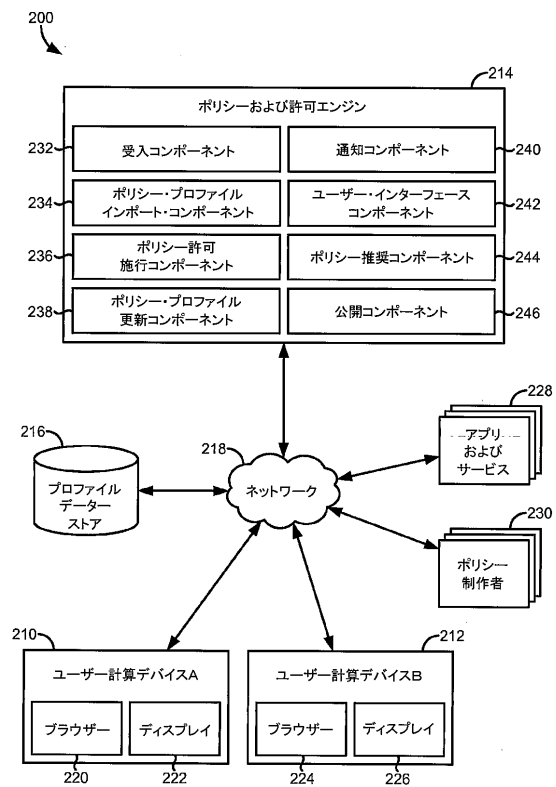 200
214
ポリシーおよび許可エンジン
232
受入コンポーネント
通知コンポーネント
240
234
ポリシー・プロファイル
インポート・コンポーネント
ユーザー・インターフェース
コンポーネント
242
236
ポリシー許可
施行コンポーネント
ポリシー推奨コンポーネント
244
238
ポリシー・プロファイル
更新コンポーネント
公開コンポーネント
246
216
プロファイル
データー
ストア
218
ネットワーク
228
アプリ
および
サービス
230
ポリシー
制作者
210
ユーザー計算デバイスA
ブラウザー
ディスプレイ
220
222
212
ユーザー計算デバイスB
ブラウザー
ディスプレイ
224
226